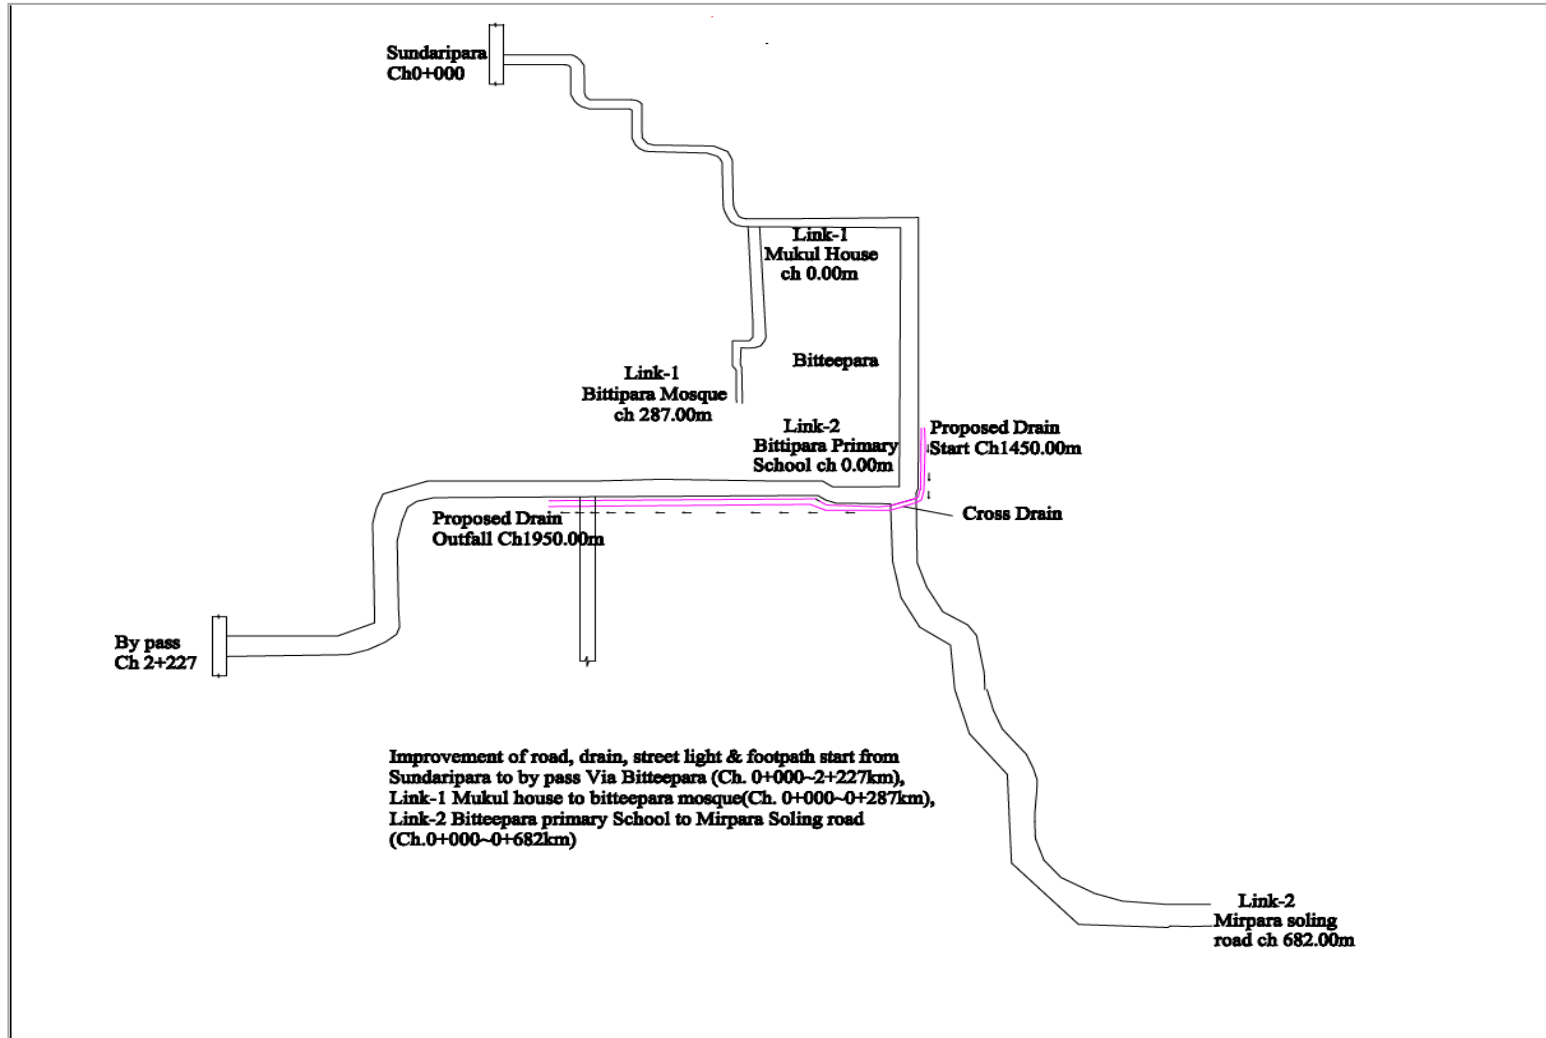 Sundaripara
Ch0+000
Link-1
Mukul House
ch 0.00m
Bitteepara
Link-1
Bittipara Mosque
ch 287.00m
Link-2
Bittipara Primary
School ch 0.00m
Proposed Drain
Start Ch1450.00m
Cross Drain
Proposed Drain
Outfall Ch1950.00m
By pass
Ch 2+227
Improvement of road, drain, street light & footpath start from
Sundaripara to by pass Via Bitteepara (Ch. 0+000~2+227km),
Link-1 Mukul house to bitteepara mosque(Ch. 0+000~0+287km),
Link-2 Bitteepara primary School to Mirpara Soling road
(Ch.0+000~0+682km)
Link-2
Mirpara soling
road ch 682.00m